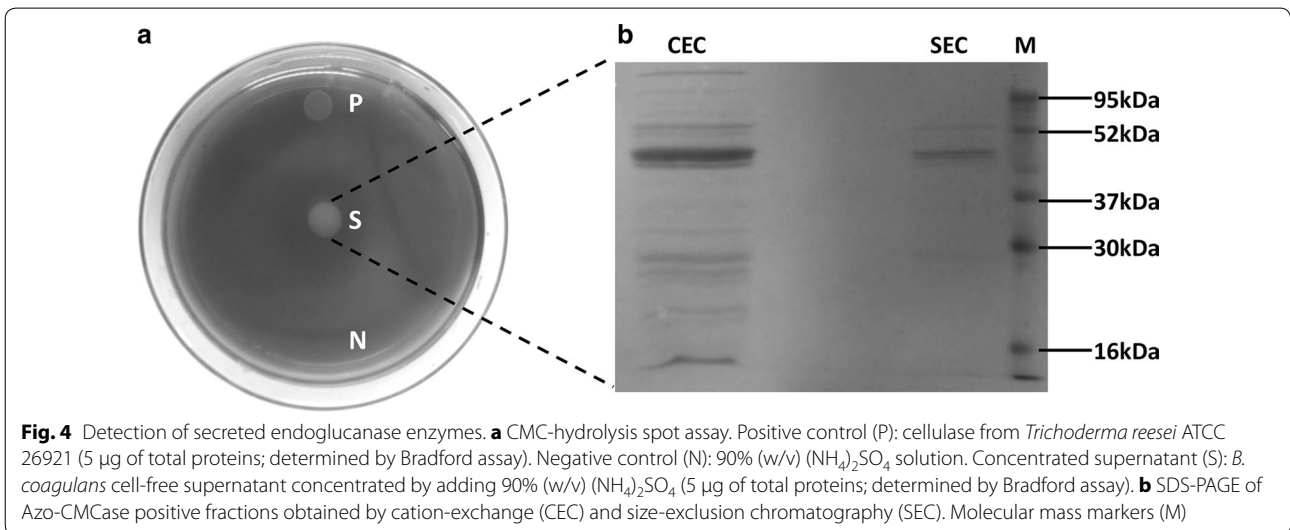 a
b
CEC
SEC
M
P
S
N
95kDa
52kDa
37kDa
30kDa
16kDa
Fig. 4 Detection of secreted endoglucanase enzymes. a CMC-hydrolysis spot assay. Positive control (P): cellulase from Trichoderma reesei ATCC
26921 (5 µg of total proteins; determined by Bradford assay). Negative control (N): 90% (w/v) (NH₄)₂SO₄ solution. Concentrated supernatant (S): B.
coagulans cell-free supernatant concentrated by adding 90% (w/v) (NH₄)₂SO₄ (5 µg of total proteins; determined by Bradford assay). b SDS-PAGE of
Azo-CMCase positive fractions obtained by cation-exchange (CEC) and size-exclusion chromatography (SEC). Molecular mass markers (M)